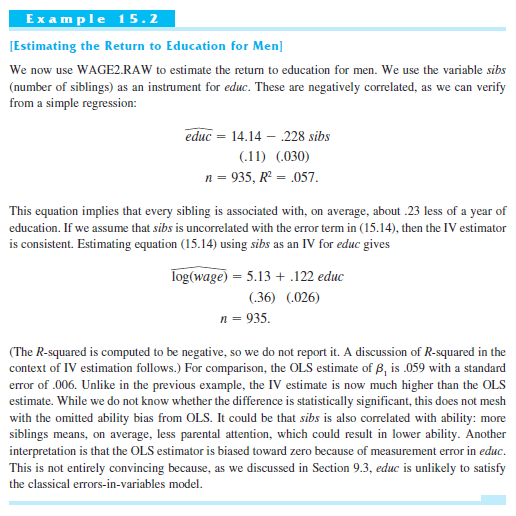 Example 15.2
[Estimating the Return to Education for Men]
We now use WAGE2.RAW to estimate the return to education for men. We use the variable sibs
(number of siblings) as an instrument for educ. These are negatively correlated, as we can verify
from a simple regression:
educ = 14.14 − .228 sibs
(.11) (.030)
n = 935, R² = .057.
This equation implies that every sibling is associated with, on average, about .23 less of a year of
education. If we assume that sibs is uncorrelated with the error term in (15.14), then the IV estimator
is consistent. Estimating equation (15.14) using sibs as an IV for educ gives
log(wage) = 5.13 + .122 educ
(.36) (.026)
n = 935.
(The R-squared is computed to be negative, so we do not report it. A discussion of R-squared in the
context of IV estimation follows.) For comparison, the OLS estimate of β₁ is .059 with a standard
error of .006. Unlike in the previous example, the IV estimate is now much higher than the OLS
estimate. While we do not know whether the difference is statistically significant, this does not mesh
with the omitted ability bias from OLS. It could be that sibs is also correlated with ability: more
siblings means, on average, less parental attention, which could result in lower ability. Another
interpretation is that the OLS estimator is biased toward zero because of measurement error in educ.
This is not entirely convincing because, as we discussed in Section 9.3, educ is unlikely to satisfy
the classical errors-in-variables model.